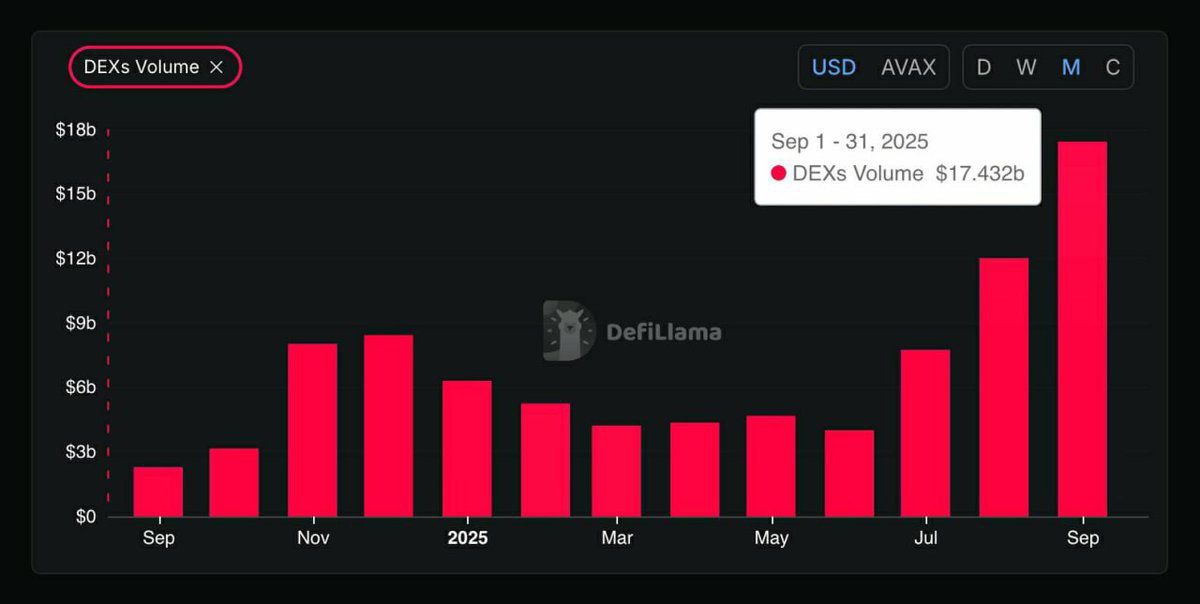 DEXs Volume ×
USD AVAX
D W M C
$18b
$15b
$12b
$9b
$6b
$3b
$0
Sep 1 - 31, 2025
DEXs Volume $17.432b
DefiLlama
Sep Nov 2025 Mar May Jul Sep